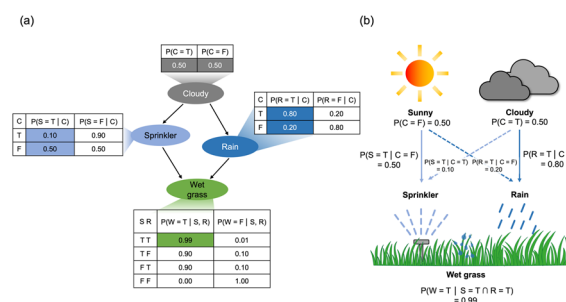 (a)
P(C = T) P(C = F)
0.50 0.50
Cloudy
C P(S = T | C) P(S = F | C)
T 0.10 0.90
F 0.50 0.50
Sprinkler
C P(R = T | C) P(R = F | C)
T 0.80 0.20
F 0.20 0.80
Rain
Wet
grass
S R P(W = T | S, R) P(W = F | S, R)
T T 0.99 0.01
T F 0.90 0.10
F T 0.90 0.10
F F 0.00 1.00
(b)
Sunny
P(C = F) = 0.50
Cloudy
P(C = T) = 0.50
P(S = T | C = F)
= 0.50
P(S = T | C = T)
= 0.10
P(R = T | C = F)
= 0.20
P(R = T | C = T)
= 0.80
Sprinkler
Rain
Wet grass
P(W = T | S = T ∩ R = T)
= 0.99